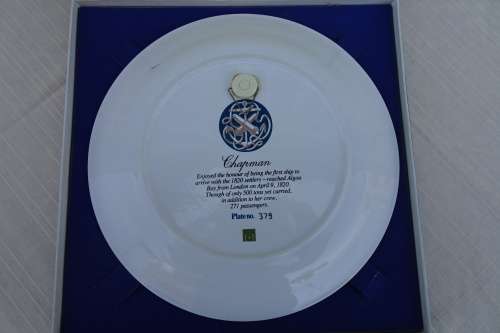 Chapman
Enjoyed the honour of being the first ship to
arrive with the 1820 settlers - reached Algoa
Bay from London on April 9, 1820.
Though of only 500 tons yet carried,
in addition to her crew,
271 passengers.
Plate no. 379